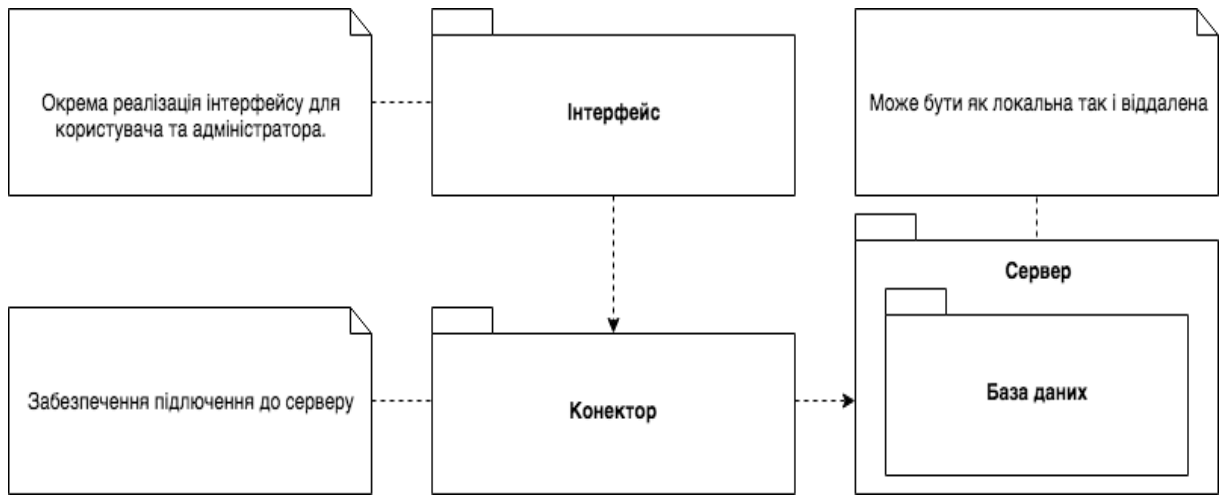 Окрема реалізація інтерфейсу для
користувача та адміністратора.
Інтерфейс
Може бути як локальна так і віддалена
Забезпечення підлючення до серверу
Конектор
Сервер
База даних